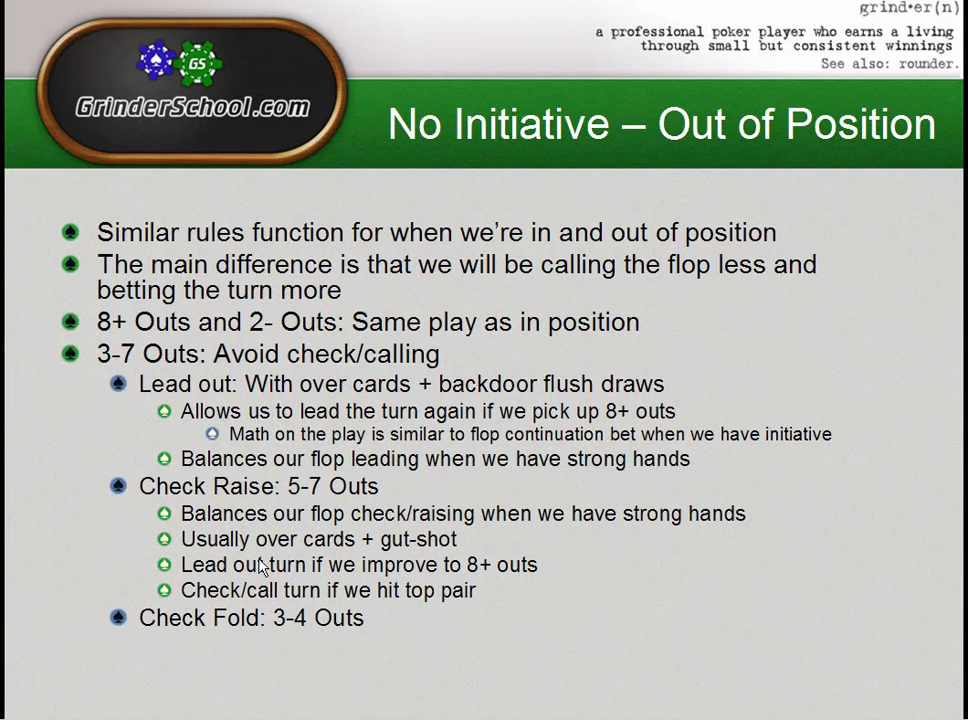 grind•er(n)
a professional poker player who earns a living
through small but consistent winnings
See also: rounder.
GS
GrinderSchool.com
No Initiative – Out of Position
Similar rules function for when we're in and out of position
The main difference is that we will be calling the flop less and
betting the turn more
8+ Outs and 2- Outs: Same play as in position
3-7 Outs: Avoid check/calling
Lead out: With over cards + backdoor flush draws
Allows us to lead the turn again if we pick up 8+ outs
Math on the play is similar to flop continuation bet when we have initiative
Balances our flop leading when we have strong hands
Check Raise: 5-7 Outs
Balances our flop check/raising when we have strong hands
Usually over cards + gut-shot
Lead out turn if we improve to 8+ outs
Check/call turn if we hit top pair
Check Fold: 3-4 Outs